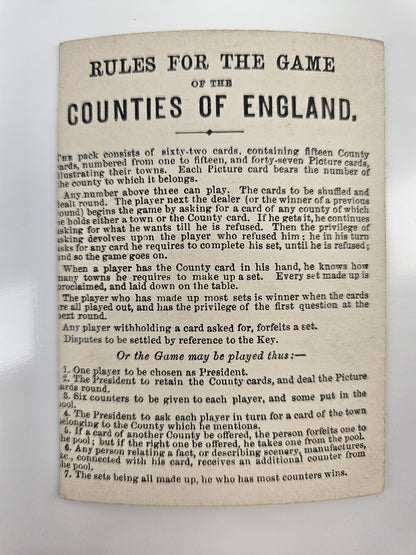 RULES FOR THE GAME
OF THE
COUNTIES OF ENGLAND.
THE pack consists of sixty-two cards, containing fifteen County
cards, numbered from one to fifteen, and forty-seven Picture cards,
illustrating their towns. Each Picture card bears the number of
the county to which it belongs.
Any number above three can play. The cards to be shuffled and
dealt round. The player next the dealer (or the winner of a previous
round) begins the game by asking for a card of any county of which
he holds either a town or the County card. If he gets it, he continues
asking for what he wants till he is refused. Then the privilege of
asking devolves upon the player who refused him; he in his turn
asks for any card he requires to complete his set, until he is refused;
and so the game goes on.
When a player has the County card in his hand, he knows how
many towns he requires to make up a set. Every set made up is
proclaimed, and laid down on the table.
The player who has made up most sets is winner when the cards
are all played out, and has the privilege of the first question at the
next round.
Any player withholding a card asked for, forfeits a set.
Disputes to be settled by reference to the Key.
Or the Game may be played thus:—
1. One player to be chosen as President.
2. The President to retain the County cards, and deal the Picture
cards round.
3. Six counters to be given to each player, and some put in the
pool.
4. The President to ask each player in turn for a card of the town
belonging to the County which he mentions.
5. If a card of another County be offered, the person forfeits one to
the pool; but if the right one be offered, he takes one from the pool.
6. Any person relating a fact, or describing scenery, manufactures,
&c., connected with his card, receives an additional counter from
the pool.
7. The sets being all made up, he who has most counters wins.